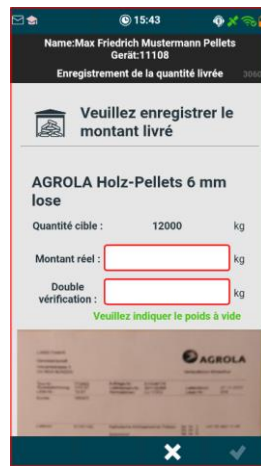 15:43
Name:Max Friedrich Mustermann Pellets
Gerät:11108
Enregistrement de la quantité livrée 3060
Veuillez enregistrer le
montant livré
AGROLA Holz-Pellets 6 mm
lose
Quantité cible : 12000 kg
Montant réel : kg
Double
vérification : kg
Veuillez indiquer le poids à vide
AGROLA